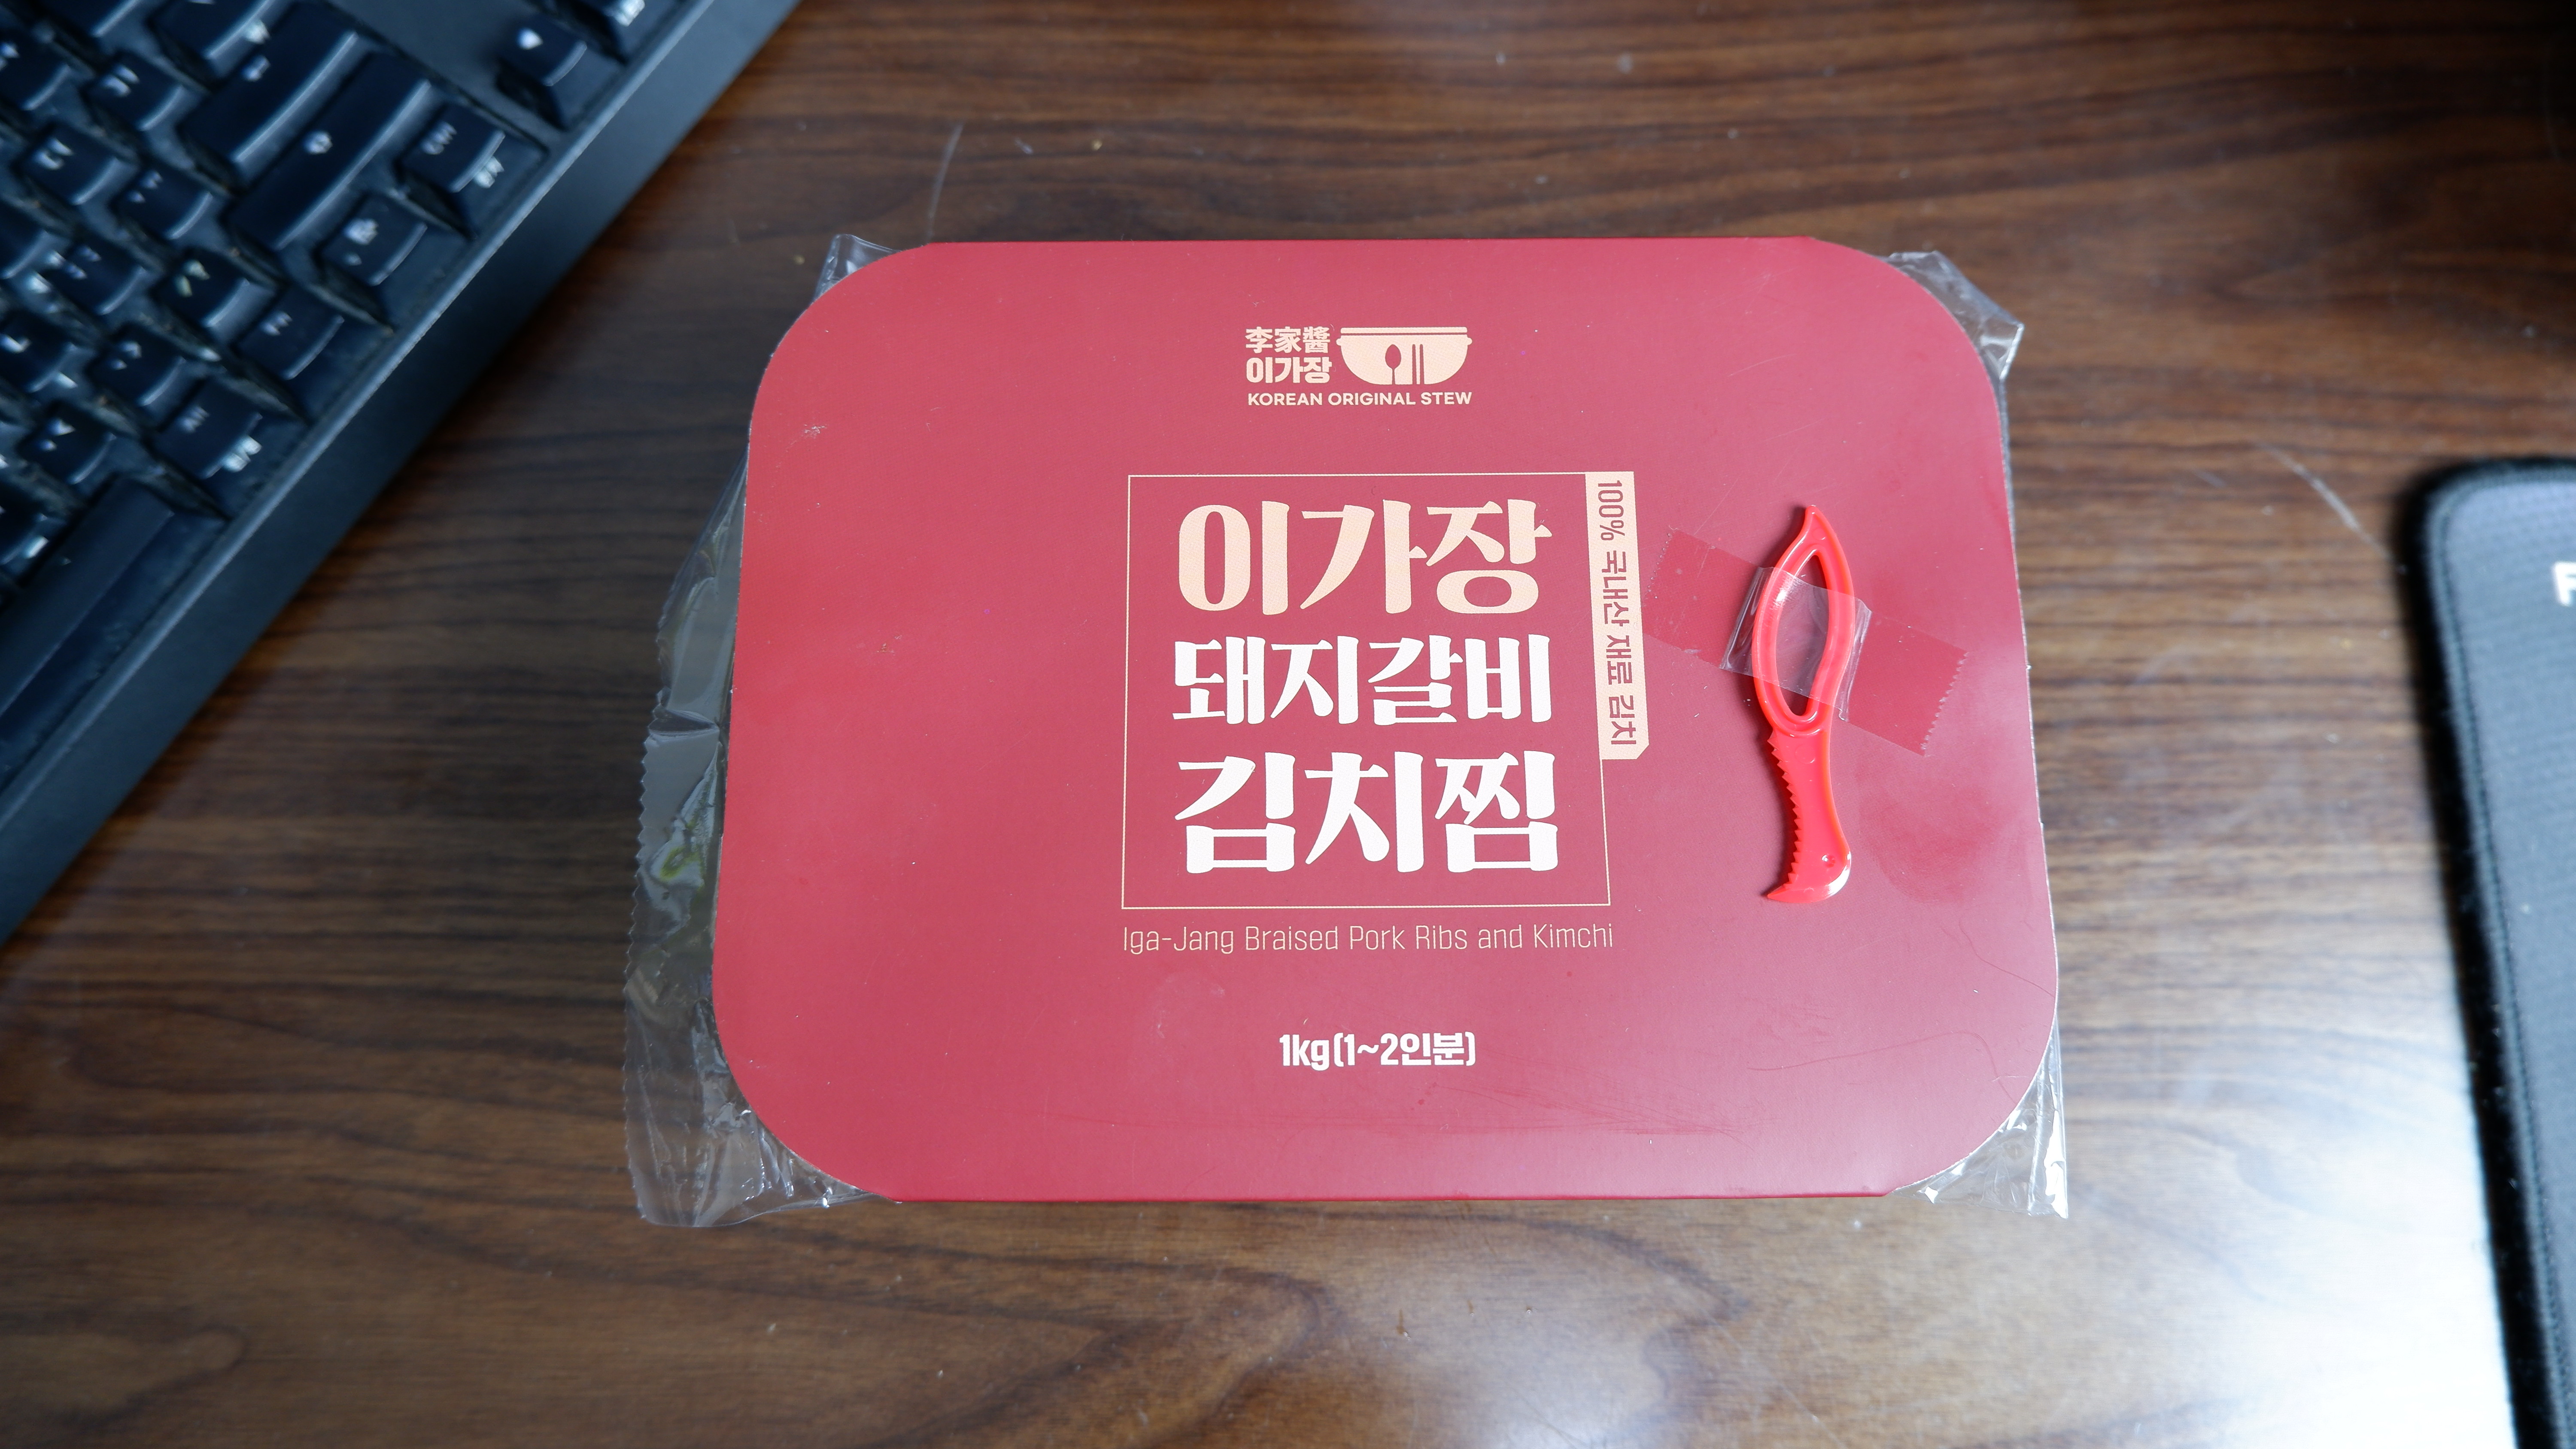 李家醬
이가장
KOREAN ORIGINAL STEW
이가장
돼지갈비
김치찜
100% 국내산 재료 김치
Iga-Jang Braised Pork Ribs and Kimchi
1kg(1~2인분)